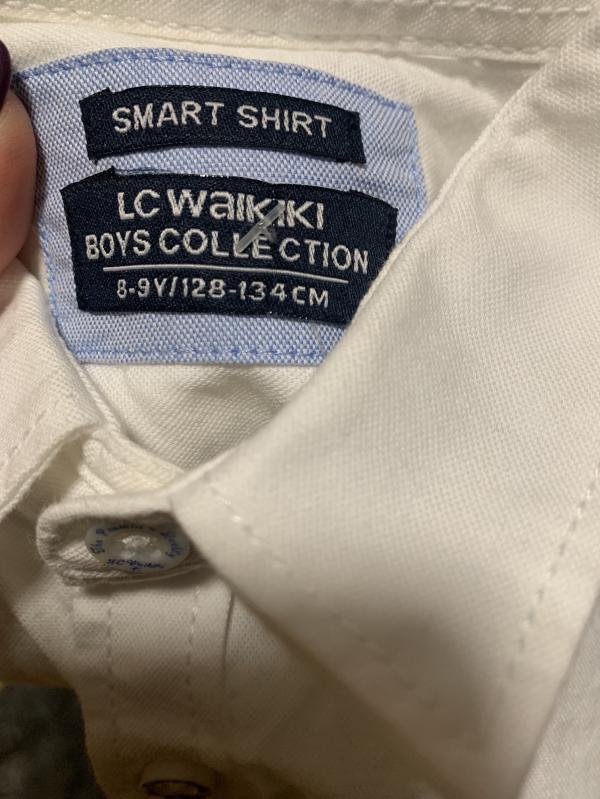 SMART SHIRT
LC WAIKIKI
BOYS COLLECTION
8-9Y/128-134CM